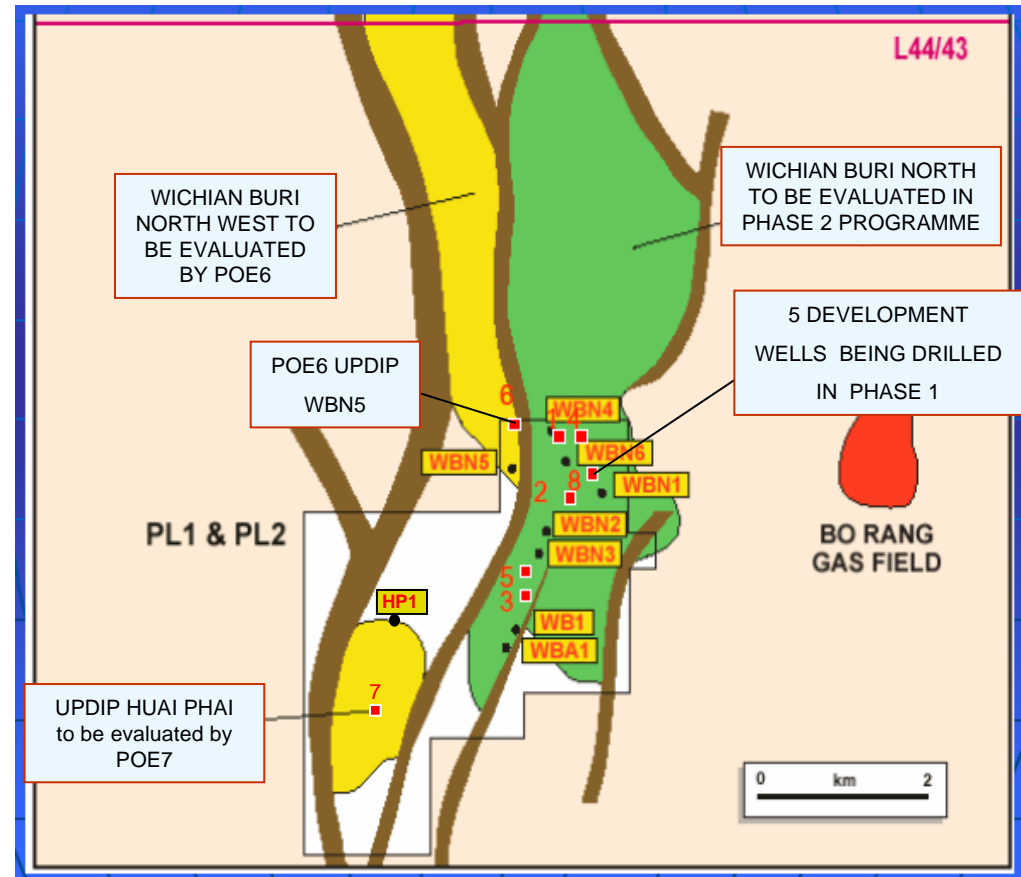 L44/43
WICHIAN BURI
NORTH WEST TO
BE EVALUATED
BY POE6
WICHIAN BURI NORTH
TO BE EVALUATED IN
PHASE 2 PROGRAMME
5 DEVELOPMENT
WELLS BEING DRILLED
IN PHASE 1
POE6 UPDIP
WBN5
6
WBN4
1 4
WBN6
WBN5
8
WBN1
2
WBN2
WBN3
PL1 & PL2
BO RANG
GAS FIELD
5
3
HP1
WB1
WBA1
7
UPDIP HUAI PHAI
to be evaluated by
POE7
0 km 2